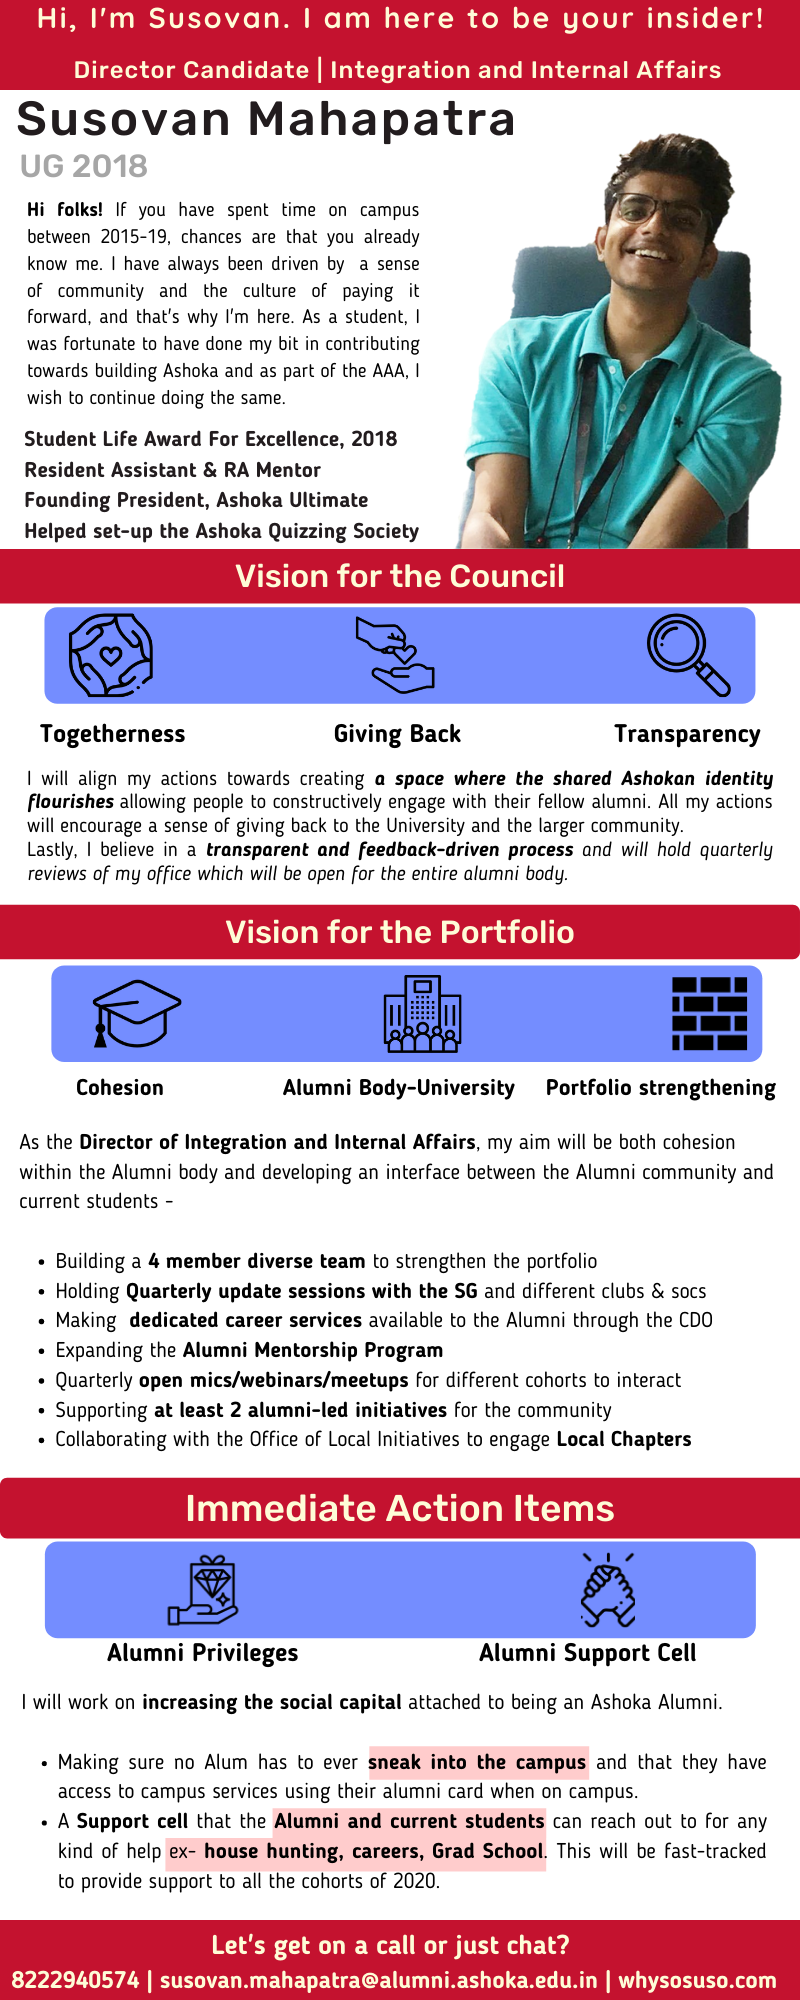 Hi, I'm Susovan. I am here to be your insider!
Director Candidate | Integration and Internal Affairs
Susovan Mahapatra
UG 2018
Hi folks! If you have spent time on campus
between 2015-19, chances are that you already
know me. I have always been driven by a sense
of community and the culture of paying it
forward, and that's why I'm here. As a student, I
was fortunate to have done my bit in contributing
towards building Ashoka and as part of the AAA, I
wish to continue doing the same.
Student Life Award For Excellence, 2018
Resident Assistant & RA Mentor
Founding President, Ashoka Ultimate
Helped set-up the Ashoka Quizzing Society
Vision for the Council
Togetherness Giving Back Transparency
I will align my actions towards creating a space where the shared Ashokan identity
flourishes allowing people to constructively engage with their fellow alumni. All my actions
will encourage a sense of giving back to the University and the larger community.
Lastly, I believe in a transparent and feedback-driven process and will hold quarterly
reviews of my office which will be open for the entire alumni body.
Vision for the Portfolio
Cohesion Alumni Body-University Portfolio strengthening
As the Director of Integration and Internal Affairs, my aim will be both cohesion
within the Alumni body and developing an interface between the Alumni community and
current students -
• Building a 4 member diverse team to strengthen the portfolio
• Holding Quarterly update sessions with the SG and different clubs & socs
• Making dedicated career services available to the Alumni through the CDO
• Expanding the Alumni Mentorship Program
• Quarterly open mics/webinars/meetups for different cohorts to interact
• Supporting at least 2 alumni-led initiatives for the community
• Collaborating with the Office of Local Initiatives to engage Local Chapters
Immediate Action Items
Alumni Privileges Alumni Support Cell
I will work on increasing the social capital attached to being an Ashoka Alumni.
• Making sure no Alum has to ever sneak into the campus and that they have
access to campus services using their alumni card when on campus.
• A Support cell that the Alumni and current students can reach out to for any
kind of help ex- house hunting, careers, Grad School. This will be fast-tracked
to provide support to all the cohorts of 2020.
Let's get on a call or just chat?
8222940574 | susovan.mahapatra@alumni.ashoka.edu.in | whysosuso.com